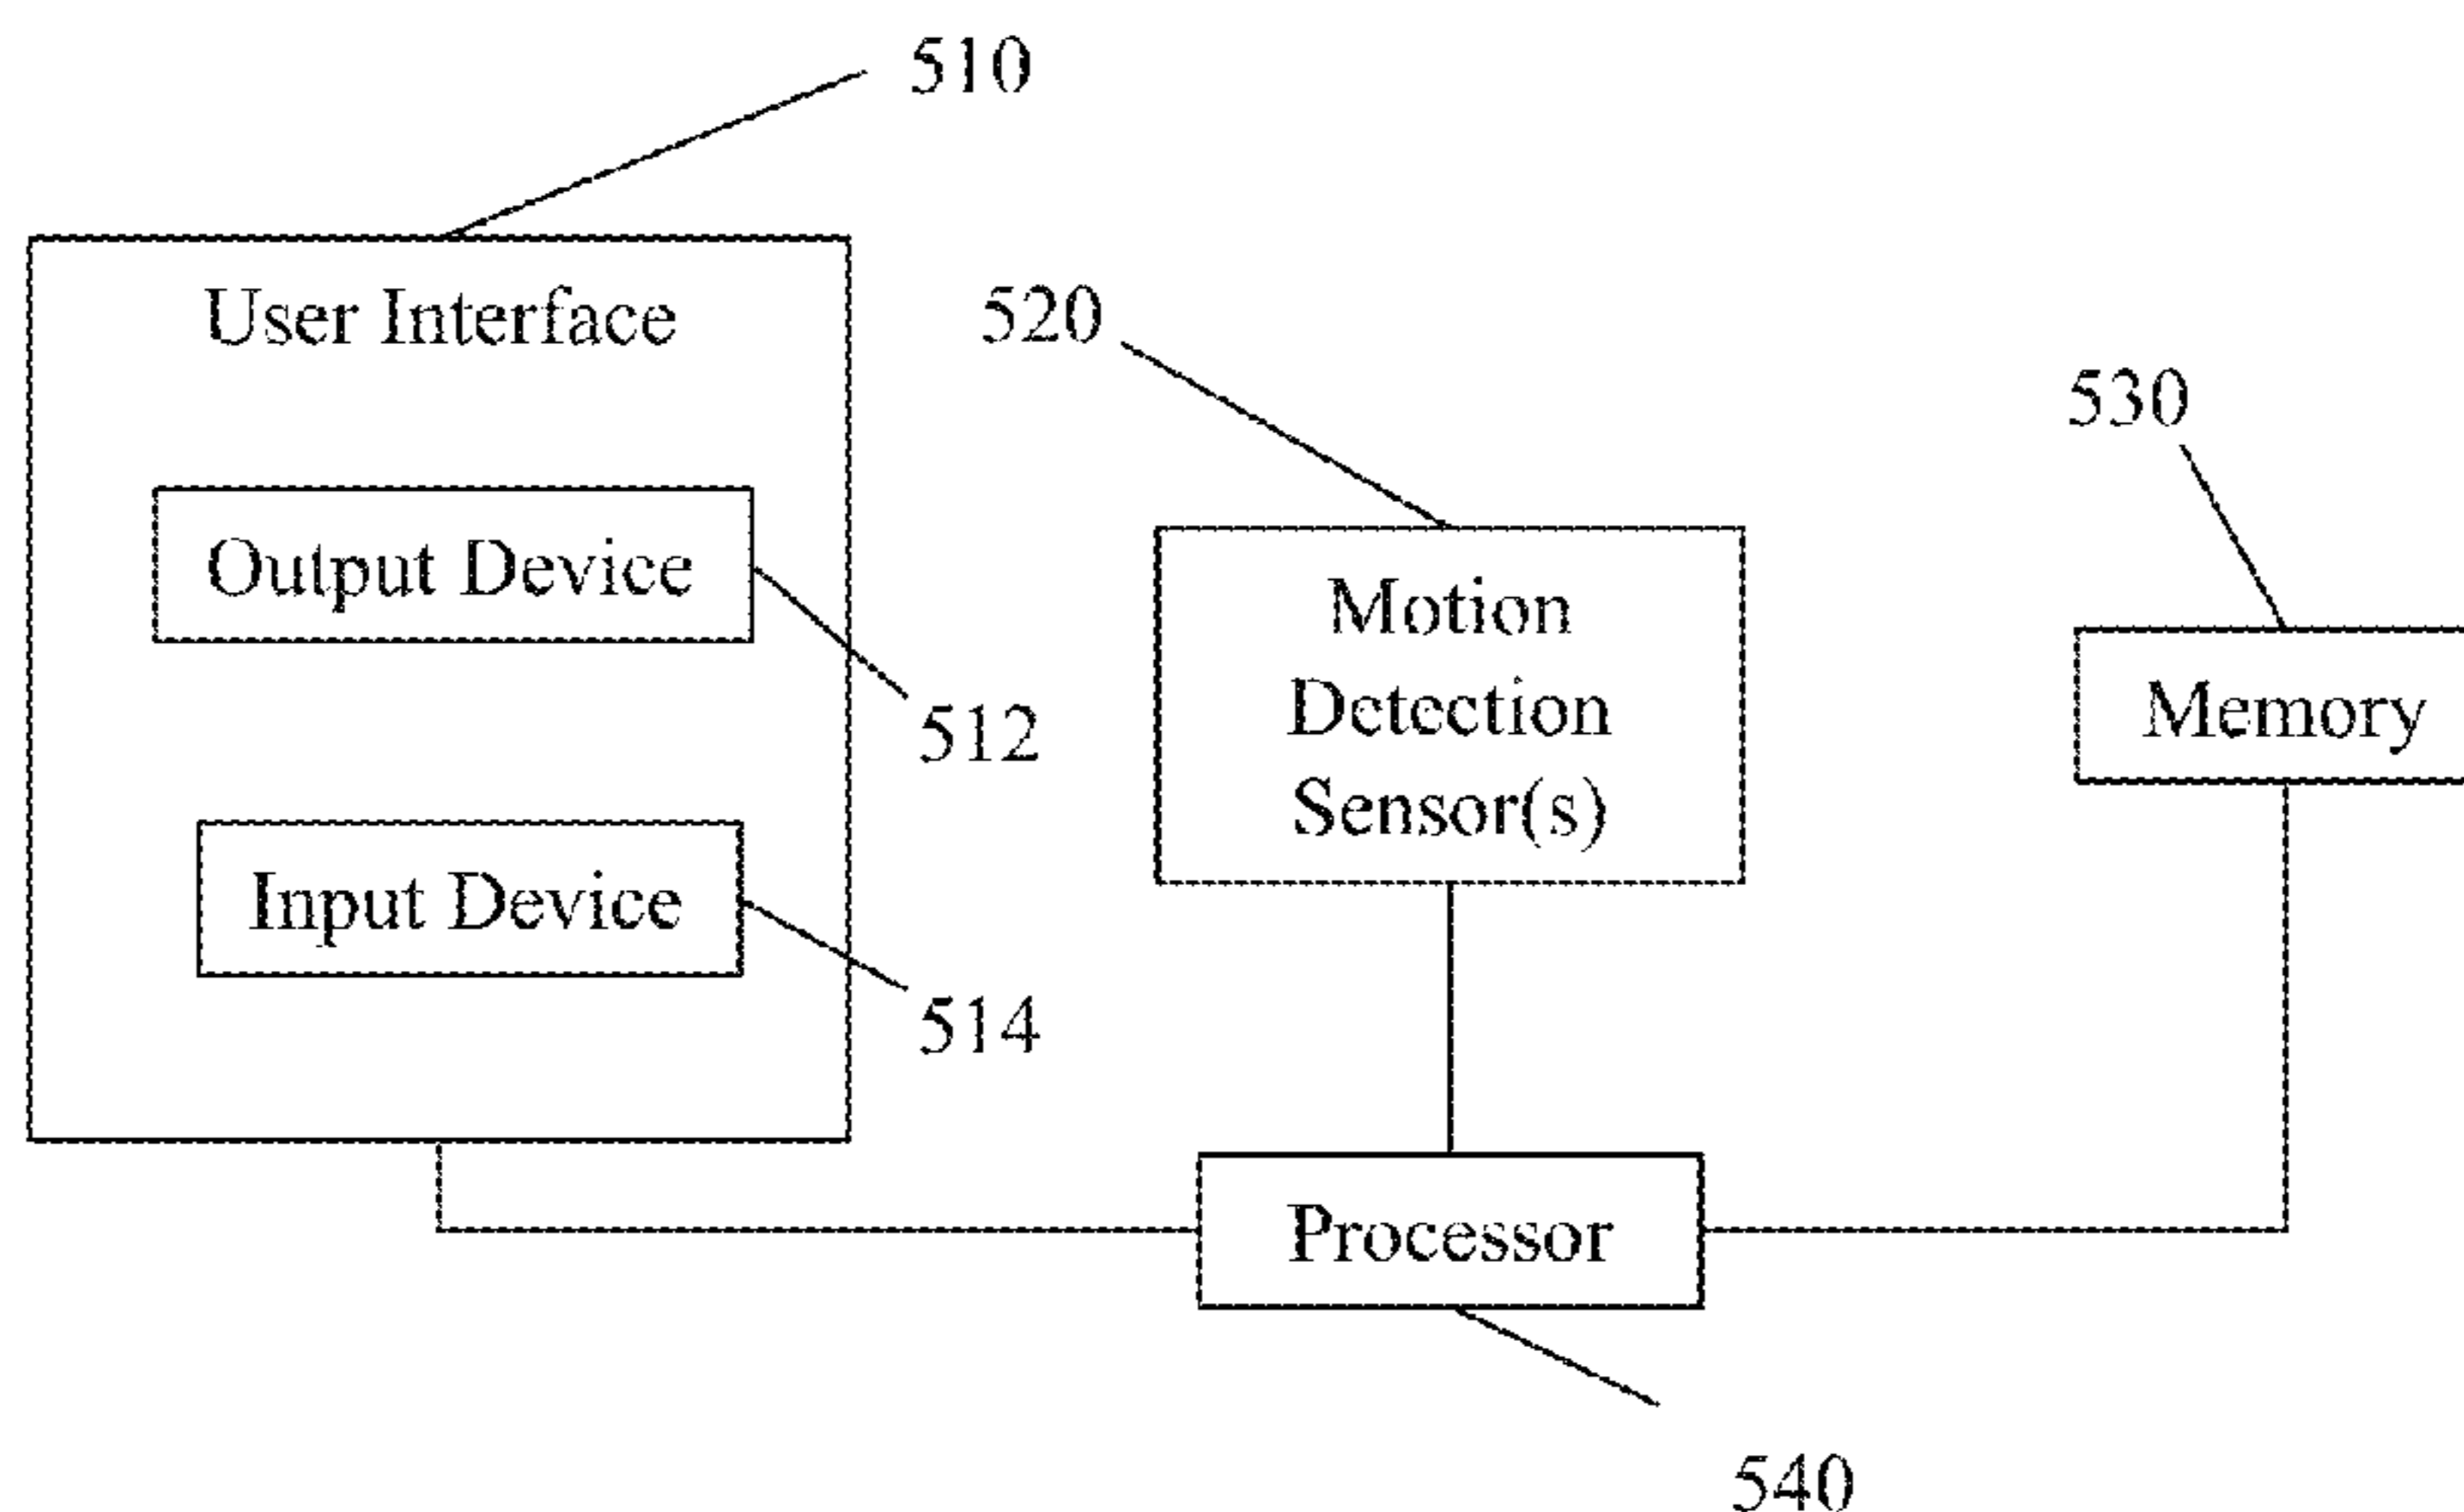 510
User Interface
520
530
Output Device
Motion
Detection
Sensor(s)
Memory
512
Input Device
514
Processor
540